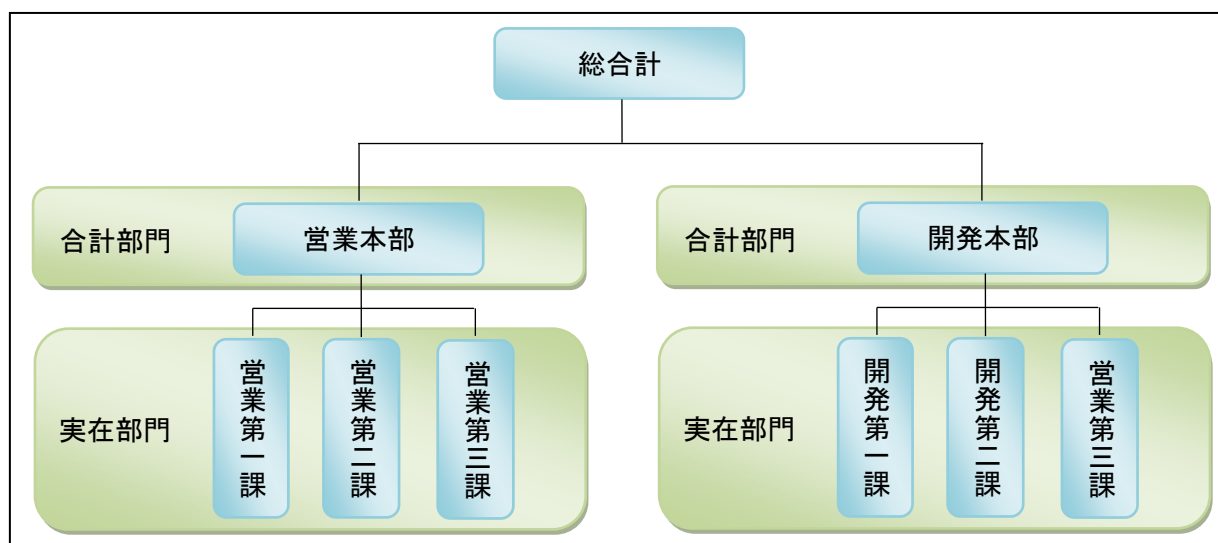 総合計
合計部門
営業本部
合計部門
開発本部
実在部門
営業第一課
営業第二課
営業第三課
実在部門
開発第一課
開発第二課
営業第三課